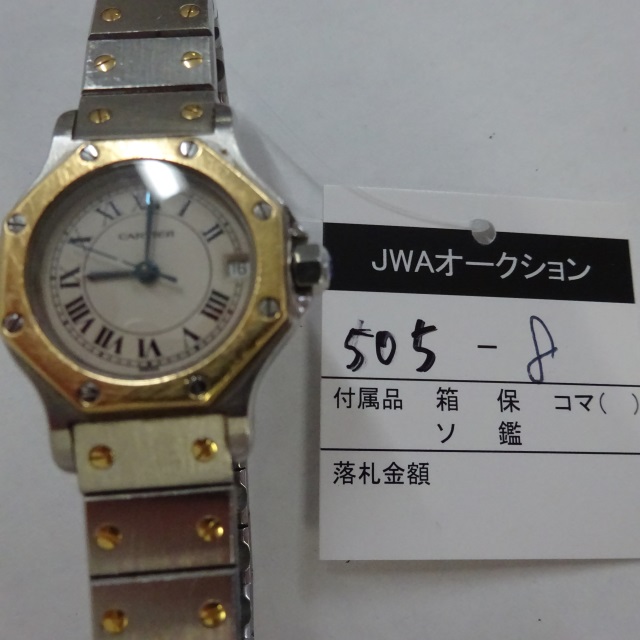 CARTIER
JWAオークション
505 - 8
付属品 箱 保 コマ( )
ソ 鑑
落札金額